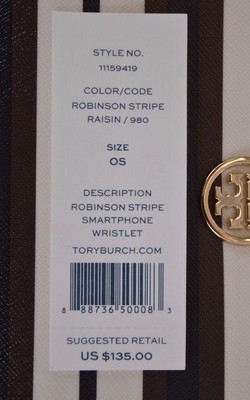 STYLE NO.
11159419
COLOR/CODE
ROBINSON STRIPE
RAISIN / 980
SIZE
OS
DESCRIPTION
ROBINSON STRIPE
SMARTPHONE
WRISTLET
TORYBURCH.COM
8 88736 50008 3
SUGGESTED RETAIL
US $135.00